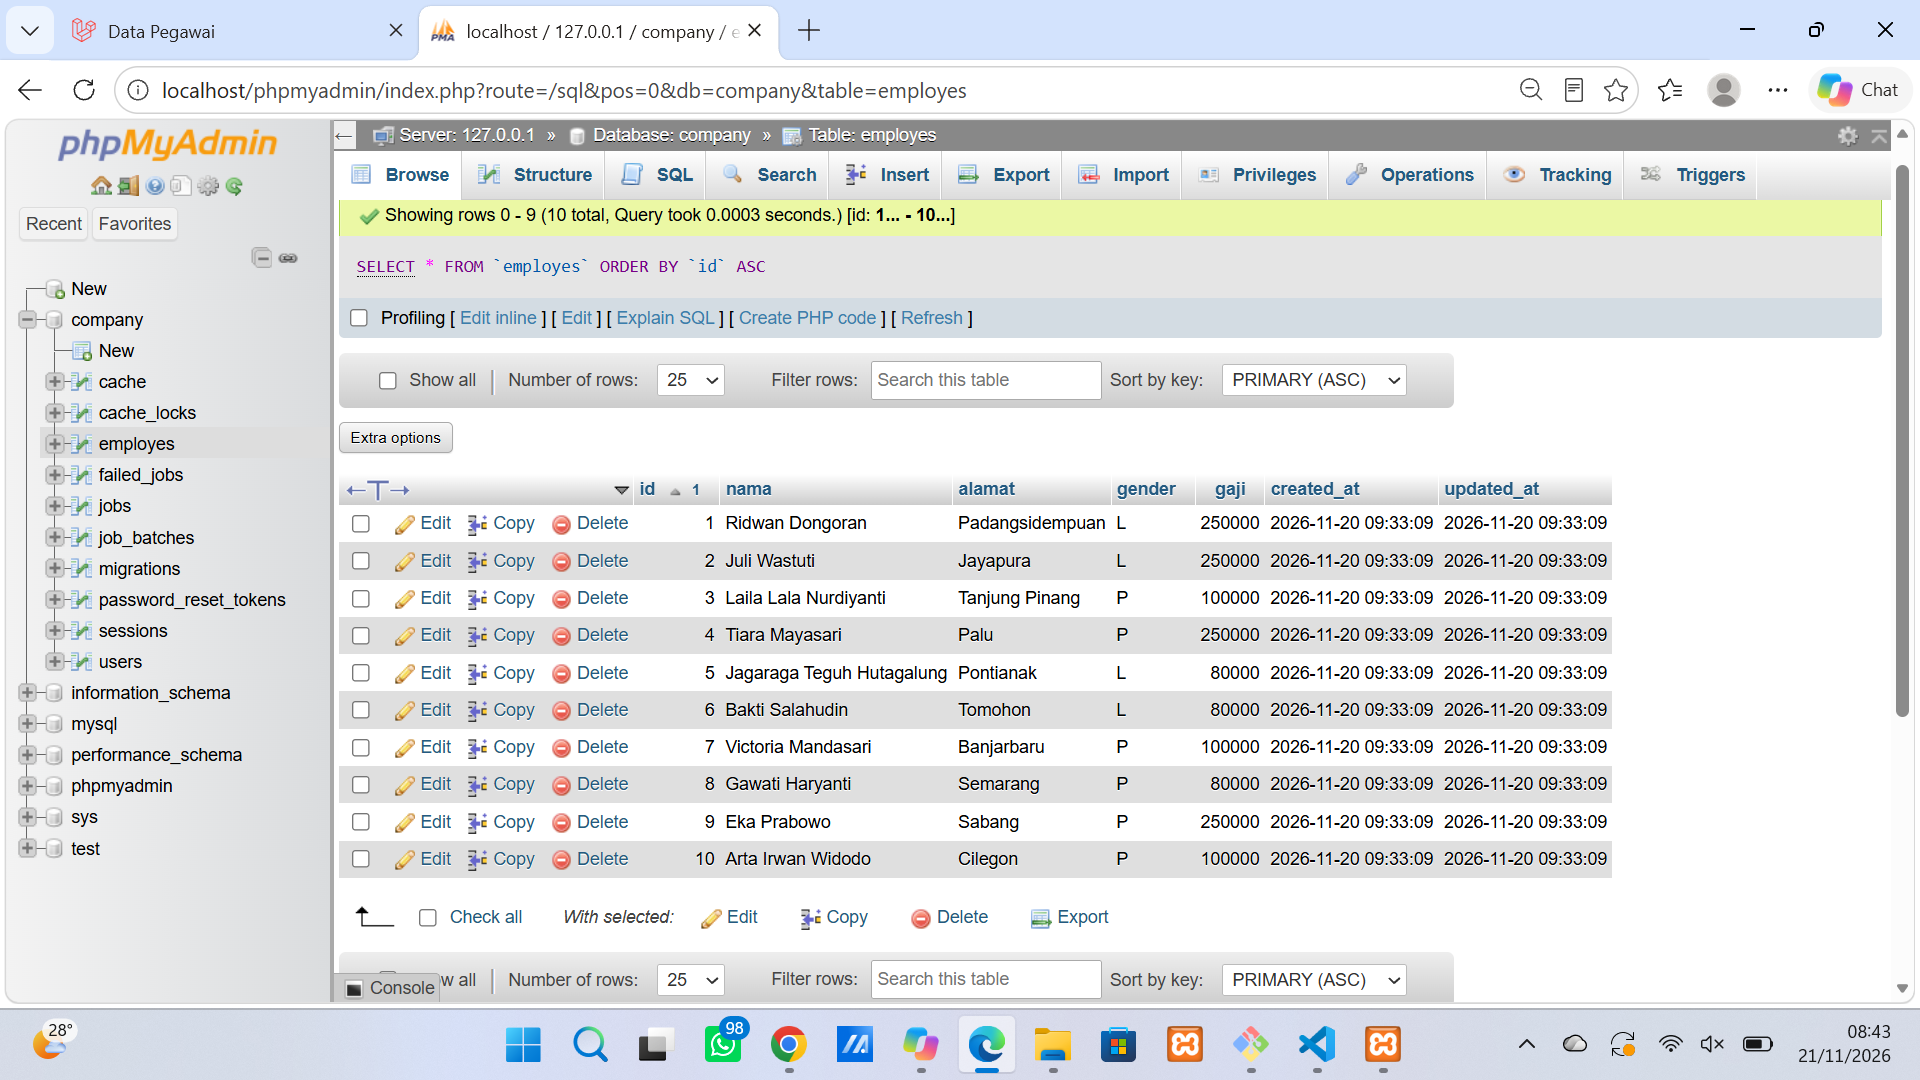 Data Pegawai
localhost / 127.0.0.1 / company / e
localhost/phpmyadmin/index.php?route=/sql&pos=0&db=company&table=employes
Chat
phpMyAdmin
Recent Favorites
New
company
New
cache
cache_locks
employes
failed_jobs
jobs
job_batches
migrations
password_reset_tokens
sessions
users
information_schema
mysql
performance_schema
phpmyadmin
sys
test
Server: 127.0.0.1 » Database: company » Table: employes
Browse Structure SQL Search Insert Export Import Privileges Operations Tracking Triggers
Showing rows 0 - 9 (10 total, Query took 0.0003 seconds.) [id: 1... - 10...]
SELECT * FROM `employes` ORDER BY `id` ASC
Profiling [ Edit inline ] [ Edit ] [ Explain SQL ] [ Create PHP code ] [ Refresh ]
Show all Number of rows: 25 Filter rows: Search this table Sort by key: PRIMARY (ASC)
Extra options
id 1 nama alamat gender gaji created_at updated_at
Edit Copy Delete 1 Ridwan Dongoran Padangsidempuan L 250000 2026-11-20 09:33:09 2026-11-20 09:33:09
Edit Copy Delete 2 Juli Wastuti Jayapura L 250000 2026-11-20 09:33:09 2026-11-20 09:33:09
Edit Copy Delete 3 Laila Lala Nurdiyanti Tanjung Pinang P 100000 2026-11-20 09:33:09 2026-11-20 09:33:09
Edit Copy Delete 4 Tiara Mayasari Palu P 250000 2026-11-20 09:33:09 2026-11-20 09:33:09
Edit Copy Delete 5 Jagaraga Teguh Hutagalung Pontianak L 80000 2026-11-20 09:33:09 2026-11-20 09:33:09
Edit Copy Delete 6 Bakti Salahudin Tomohon L 80000 2026-11-20 09:33:09 2026-11-20 09:33:09
Edit Copy Delete 7 Victoria Mandasari Banjarbaru P 100000 2026-11-20 09:33:09 2026-11-20 09:33:09
Edit Copy Delete 8 Gawati Haryanti Semarang P 80000 2026-11-20 09:33:09 2026-11-20 09:33:09
Edit Copy Delete 9 Eka Prabowo Sabang P 250000 2026-11-20 09:33:09 2026-11-20 09:33:09
Edit Copy Delete 10 Arta Irwan Widodo Cilegon P 100000 2026-11-20 09:33:09 2026-11-20 09:33:09
Check all With selected: Edit Copy Delete Export
w all Number of rows: 25 Filter rows: Search this table Sort by key: PRIMARY (ASC)
Console
28°
98
08:43
21/11/2026